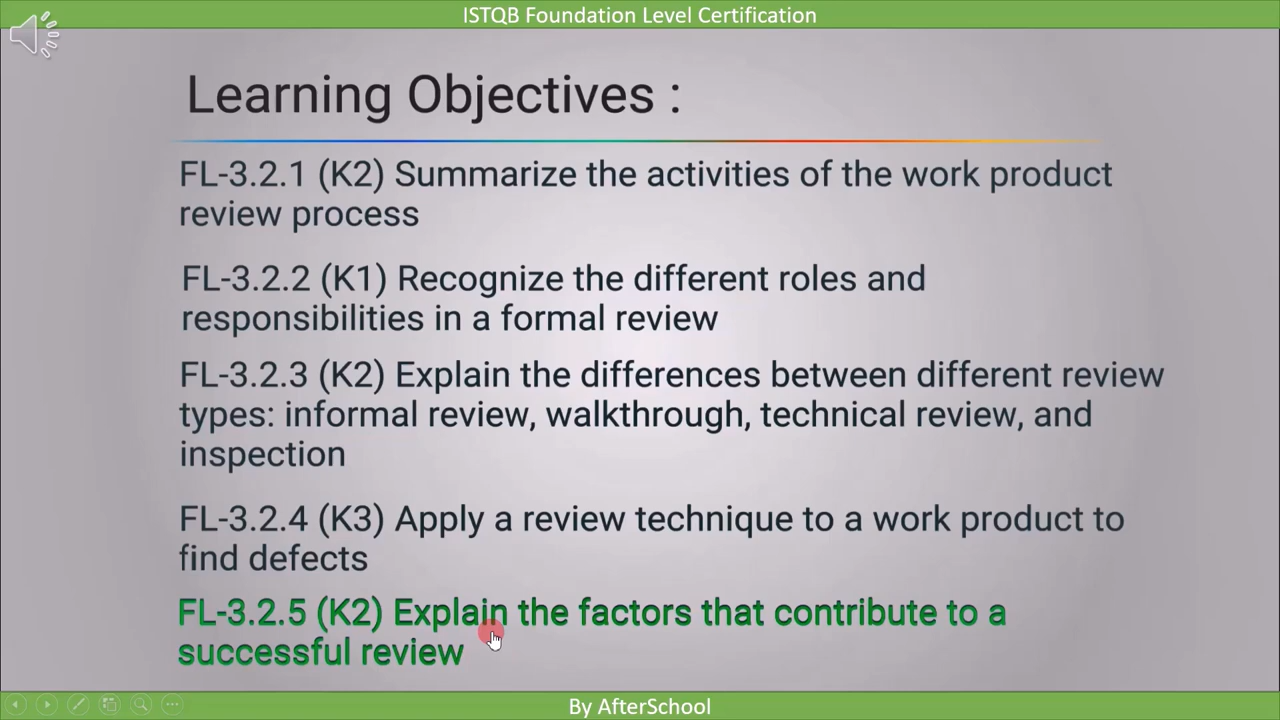 ISTQB Foundation Level Certification
Learning Objectives :
FL-3.2.1 (K2) Summarize the activities of the work product
review process
FL-3.2.2 (K1) Recognize the different roles and
responsibilities in a formal review
FL-3.2.3 (K2) Explain the differences between different review
types: informal review, walkthrough, technical review, and
inspection
FL-3.2.4 (K3) Apply a review technique to a work product to
find defects
FL-3.2.5 (K2) Explain the factors that contribute to a
successful review
By AfterSchool